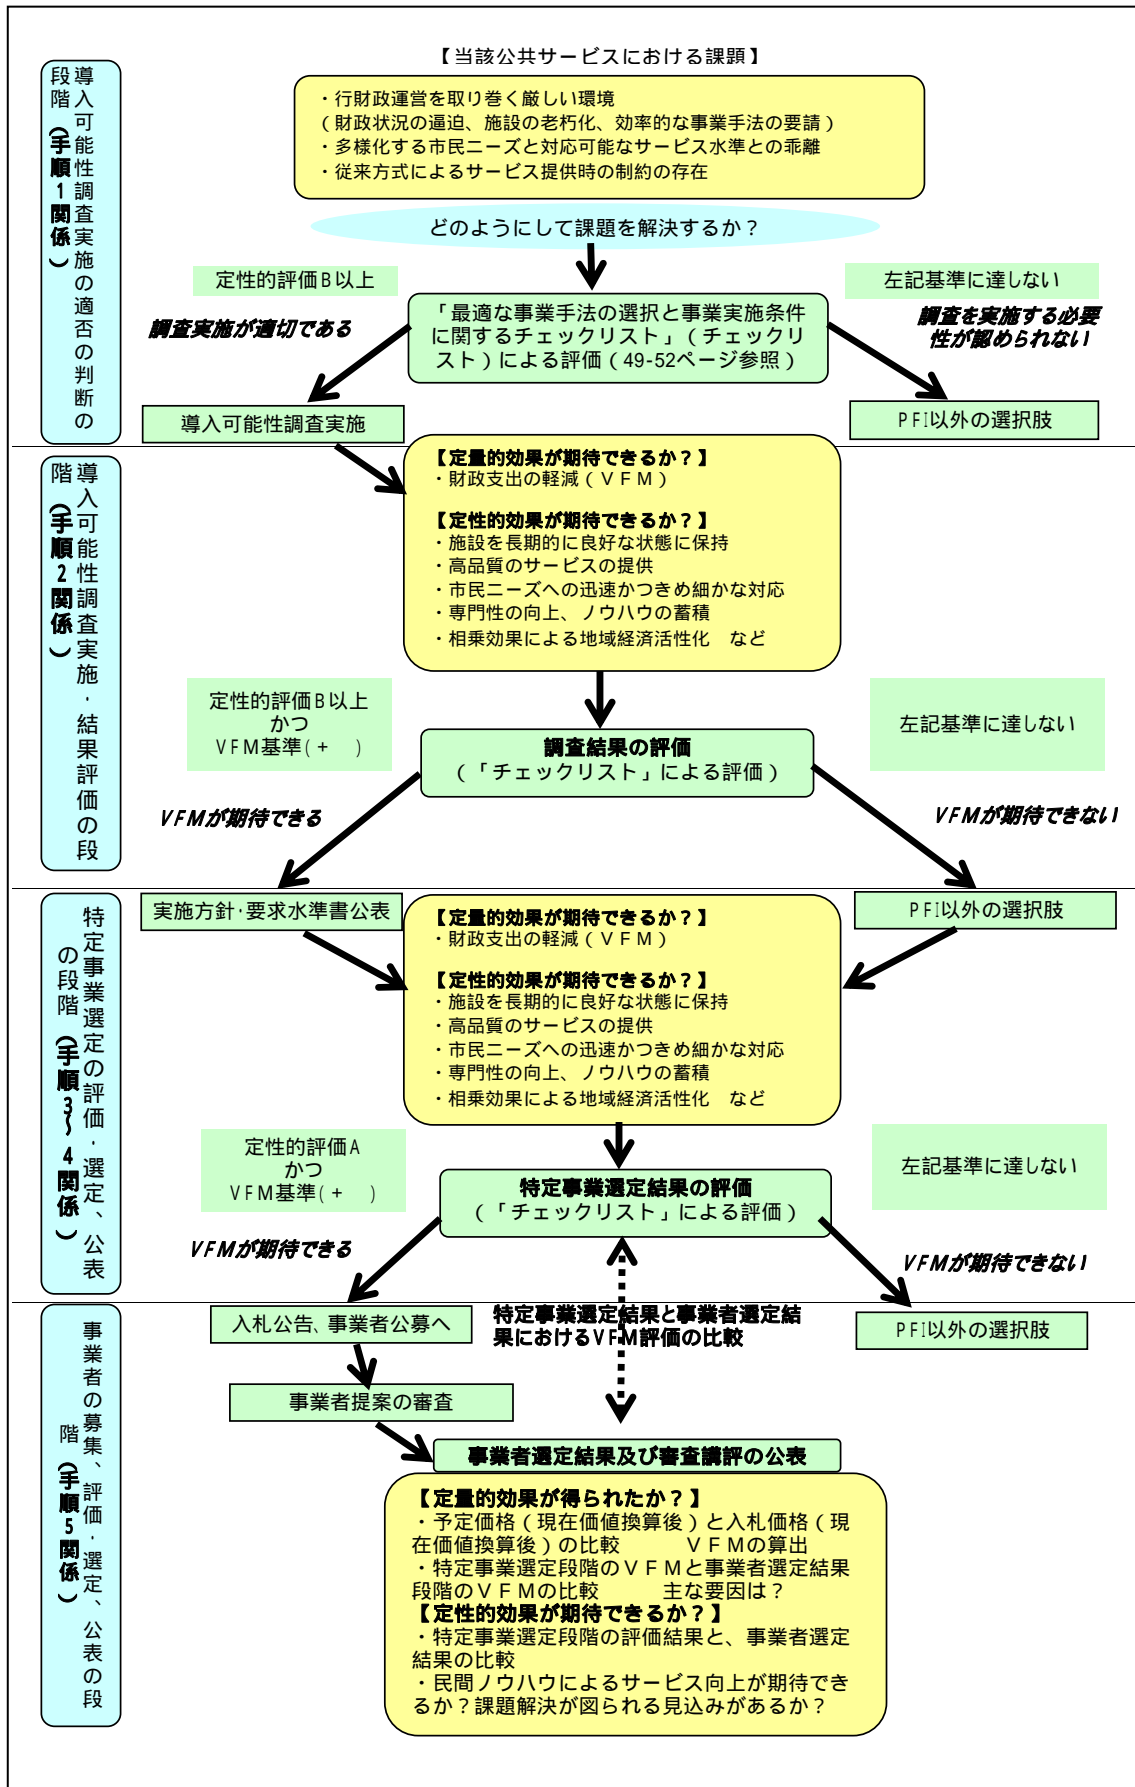 【当該公共サービスにおける課題】
・行財政運営を取り巻く厳しい環境
(財政状況の逼迫、施設の老朽化、効率的な事業手法の要請)
・多様化する市民ニーズと対応可能なサービス水準との乖離
・従来方式によるサービス提供時の制約の存在
導入可能性調査実施の適否の判断の
段階(手順1関係)
どのようにして課題を解決するか?
定性的評価B以上
左記基準に達しない
調査実施が適切である
「最適な事業手法の選択と事業実施条件
に関するチェックリスト」(チェックリ
スト)による評価(49-52ページ参照)
調査を実施する必要
性が認められない
導入可能性調査実施
PFI以外の選択肢
導入可能性調査実施・結果評価の段
階(手順2関係)
【定量的効果が期待できるか?】
・財政支出の軽減(VFM)
【定性的効果が期待できるか?】
・施設を長期的に良好な状態に保持
・高品質のサービスの提供
・市民ニーズへの迅速かつきめ細かな対応
・専門性の向上、ノウハウの蓄積
・相乗効果による地域経済活性化 など
定性的評価B以上
かつ
VFM基準(+ )
左記基準に達しない
調査結果の評価
(「チェックリスト」による評価)
VFMが期待できる
VFMが期待できない
特定事業選定の評価・選定、公表
の段階(手順3~4関係)
実施方針・要求水準書公表
PFI以外の選択肢
【定量的効果が期待できるか?】
・財政支出の軽減(VFM)
【定性的効果が期待できるか?】
・施設を長期的に良好な状態に保持
・高品質のサービスの提供
・市民ニーズへの迅速かつきめ細かな対応
・専門性の向上、ノウハウの蓄積
・相乗効果による地域経済活性化 など
定性的評価A
かつ
VFM基準(+ )
左記基準に達しない
特定事業選定結果の評価
(「チェックリスト」による評価)
VFMが期待できる
VFMが期待できない
事業者の募集、評価・選定、公表の段
階(手順5関係)
入札公告、事業者公募へ
特定事業選定結果と事業者選定結
果におけるVFM評価の比較
PFI以外の選択肢
事業者提案の審査
事業者選定結果及び審査講評の公表
【定量的効果が得られたか?】
・予定価格(現在価値換算後)と入札価格(現
在価値換算後)の比較 VFMの算出
・特定事業選定段階のVFMと事業者選定結果
段階のVFMの比較 主な要因は?
【定性的効果が期待できるか?】
・特定事業選定段階の評価結果と、事業者選定
結果の比較
・民間ノウハウによるサービス向上が期待でき
るか?課題解決が図られる見込みがあるか?